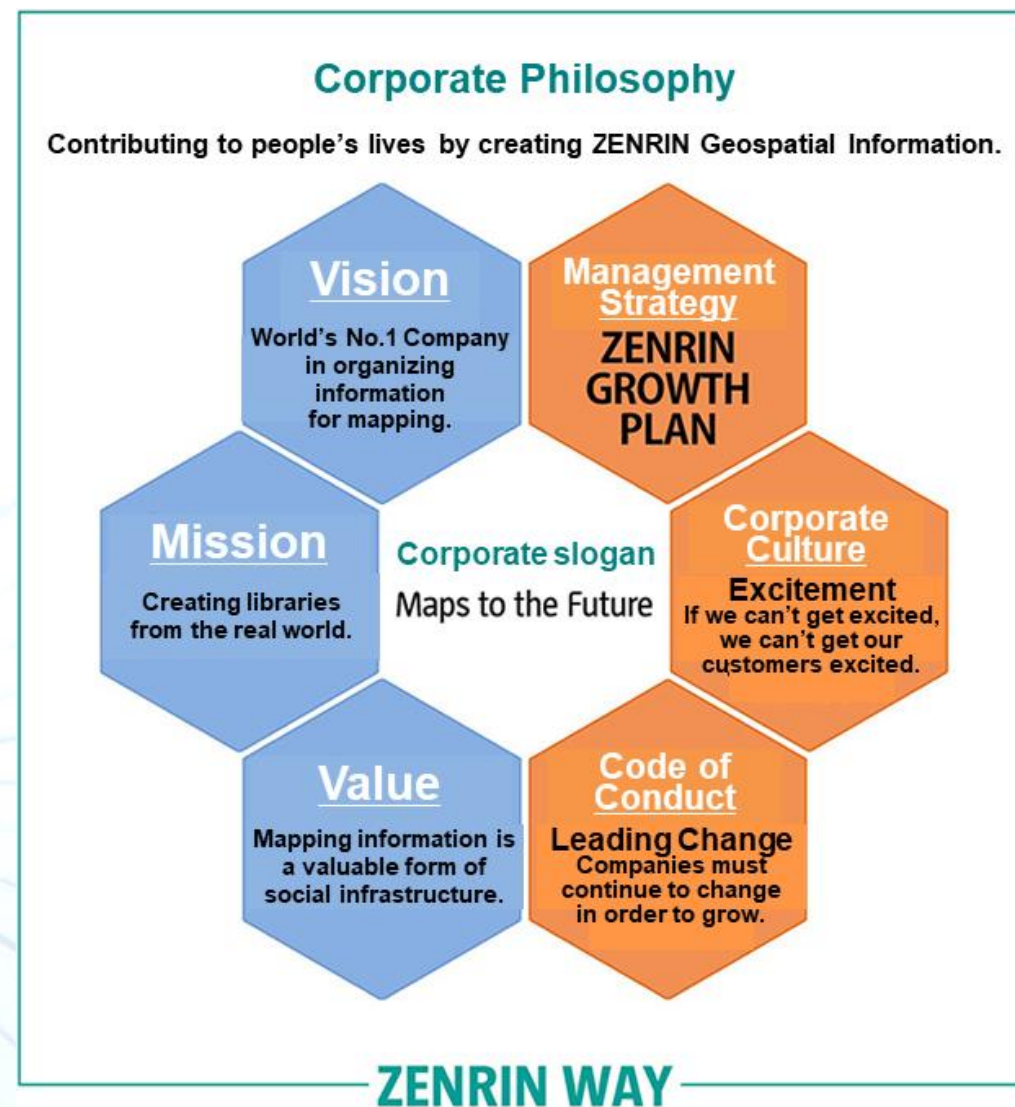 Corporate Philosophy
Contributing to people's lives by creating ZENRIN Geospatial Information.
Vision
World's No.1 Company
in organizing
information
for mapping.
Management
Strategy
ZENRIN
GROWTH
PLAN
Mission
Creating libraries
from the real world.
Corporate slogan
Maps to the Future
Corporate
Culture
Excitement
If we can't get excited,
we can't get our
customers excited.
Value
Mapping information is
a valuable form of
social infrastructure.
Code of
Conduct
Leading Change
Companies must
continue to change
in order to grow.
ZENRIN WAY